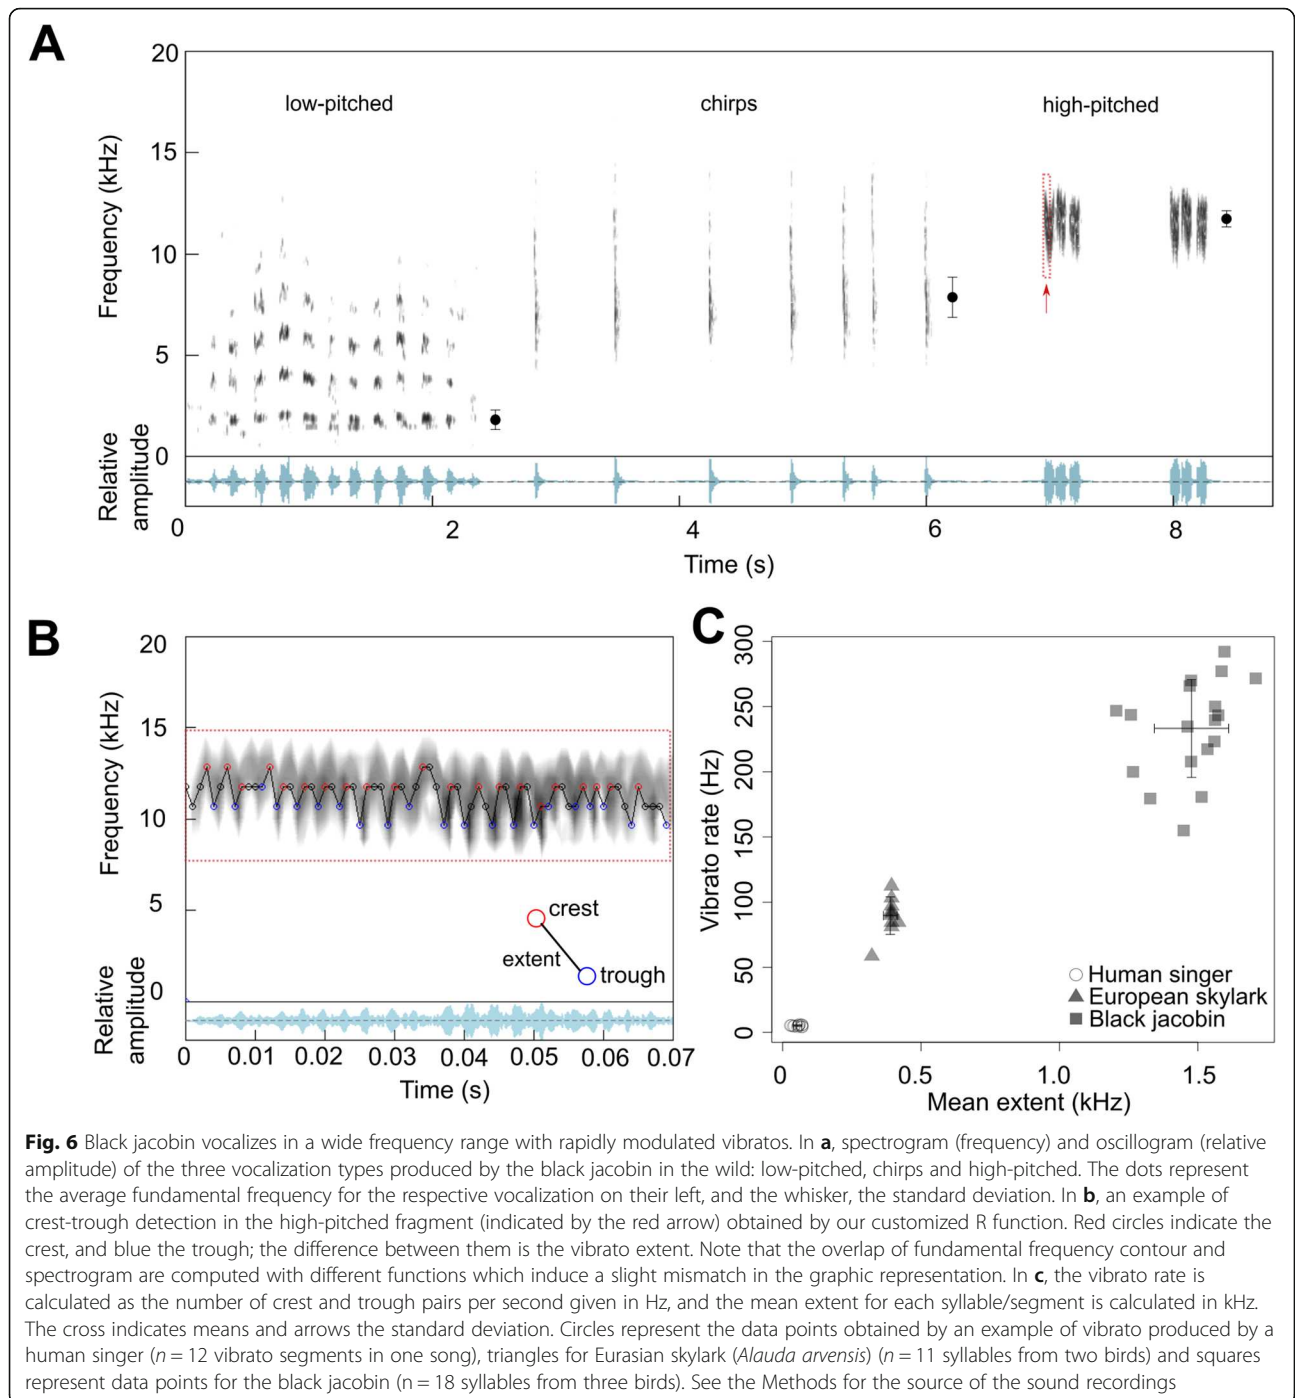 A
20
low-pitched
chirps
high-pitched
15
Frequency (kHz)
10
5
0
Relative
amplitude
0
2
4
6
8
Time (s)
B
20
15
Frequency (kHz)
10
5
crest
extent
trough
0
Relative
amplitude
0
0.01
0.02
0.03
0.04
0.05
0.06
0.07
Time (s)
C
300
250
200
Vibrato rate (Hz)
150
100
50
0
Human singer
European skylark
Black jacobin
0
0.5
1.0
1.5
Mean extent (kHz)
Fig. 6 Black jacobin vocalizes in a wide frequency range with rapidly modulated vibratos. In a, spectrogram (frequency) and oscillogram (relative
amplitude) of the three vocalization types produced by the black jacobin in the wild: low-pitched, chirps and high-pitched. The dots represent
the average fundamental frequency for the respective vocalization on their left, and the whisker, the standard deviation. In b, an example of
crest-trough detection in the high-pitched fragment (indicated by the red arrow) obtained by our customized R function. Red circles indicate the
crest, and blue the trough; the difference between them is the vibrato extent. Note that the overlap of fundamental frequency contour and
spectrogram are computed with different functions which induce a slight mismatch in the graphic representation. In c, the vibrato rate is
calculated as the number of crest and trough pairs per second given in Hz, and the mean extent for each syllable/segment is calculated in kHz.
The cross indicates means and arrows the standard deviation. Circles represent the data points obtained by an example of vibrato produced by a
human singer (n = 12 vibrato segments in one song), triangles for Eurasian skylark (Alauda arvensis) (n = 11 syllables from two birds) and squares
represent data points for the black jacobin (n = 18 syllables from three birds). See the Methods for the source of the sound recordings